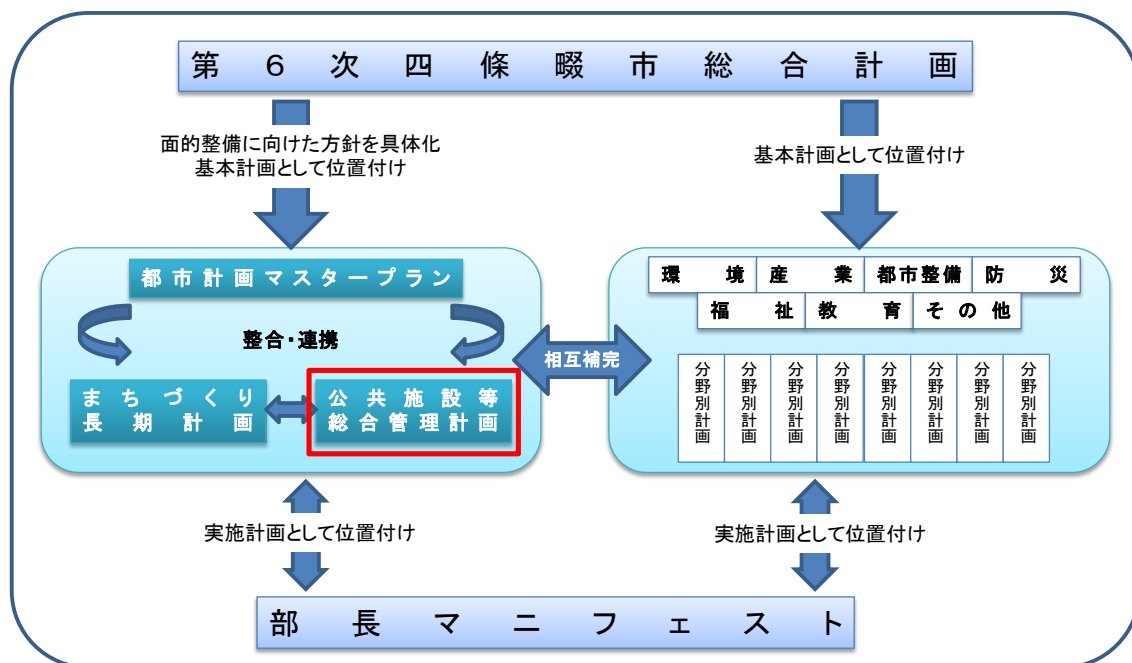 第６次四條畷市総合計画
面的整備に向けた方針を具体化
基本計画として位置付け
基本計画として位置付け
都市計画マスタープラン
整合・連携
まちづくり
長期計画
公共施設等
総合管理計画
相互補完
環境 産業 都市整備 防災
福祉 教育 その他
分野別計画
分野別計画
分野別計画
分野別計画
分野別計画
分野別計画
分野別計画
分野別計画
実施計画として位置付け
実施計画として位置付け
部長マニフェスト